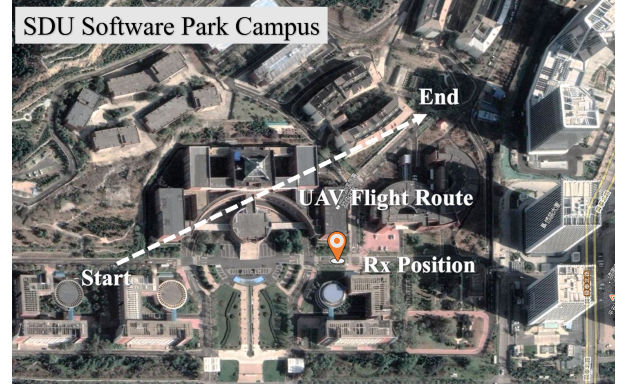 SDU Software Park Campus
End
UAV Flight Route
Rx Position
Start